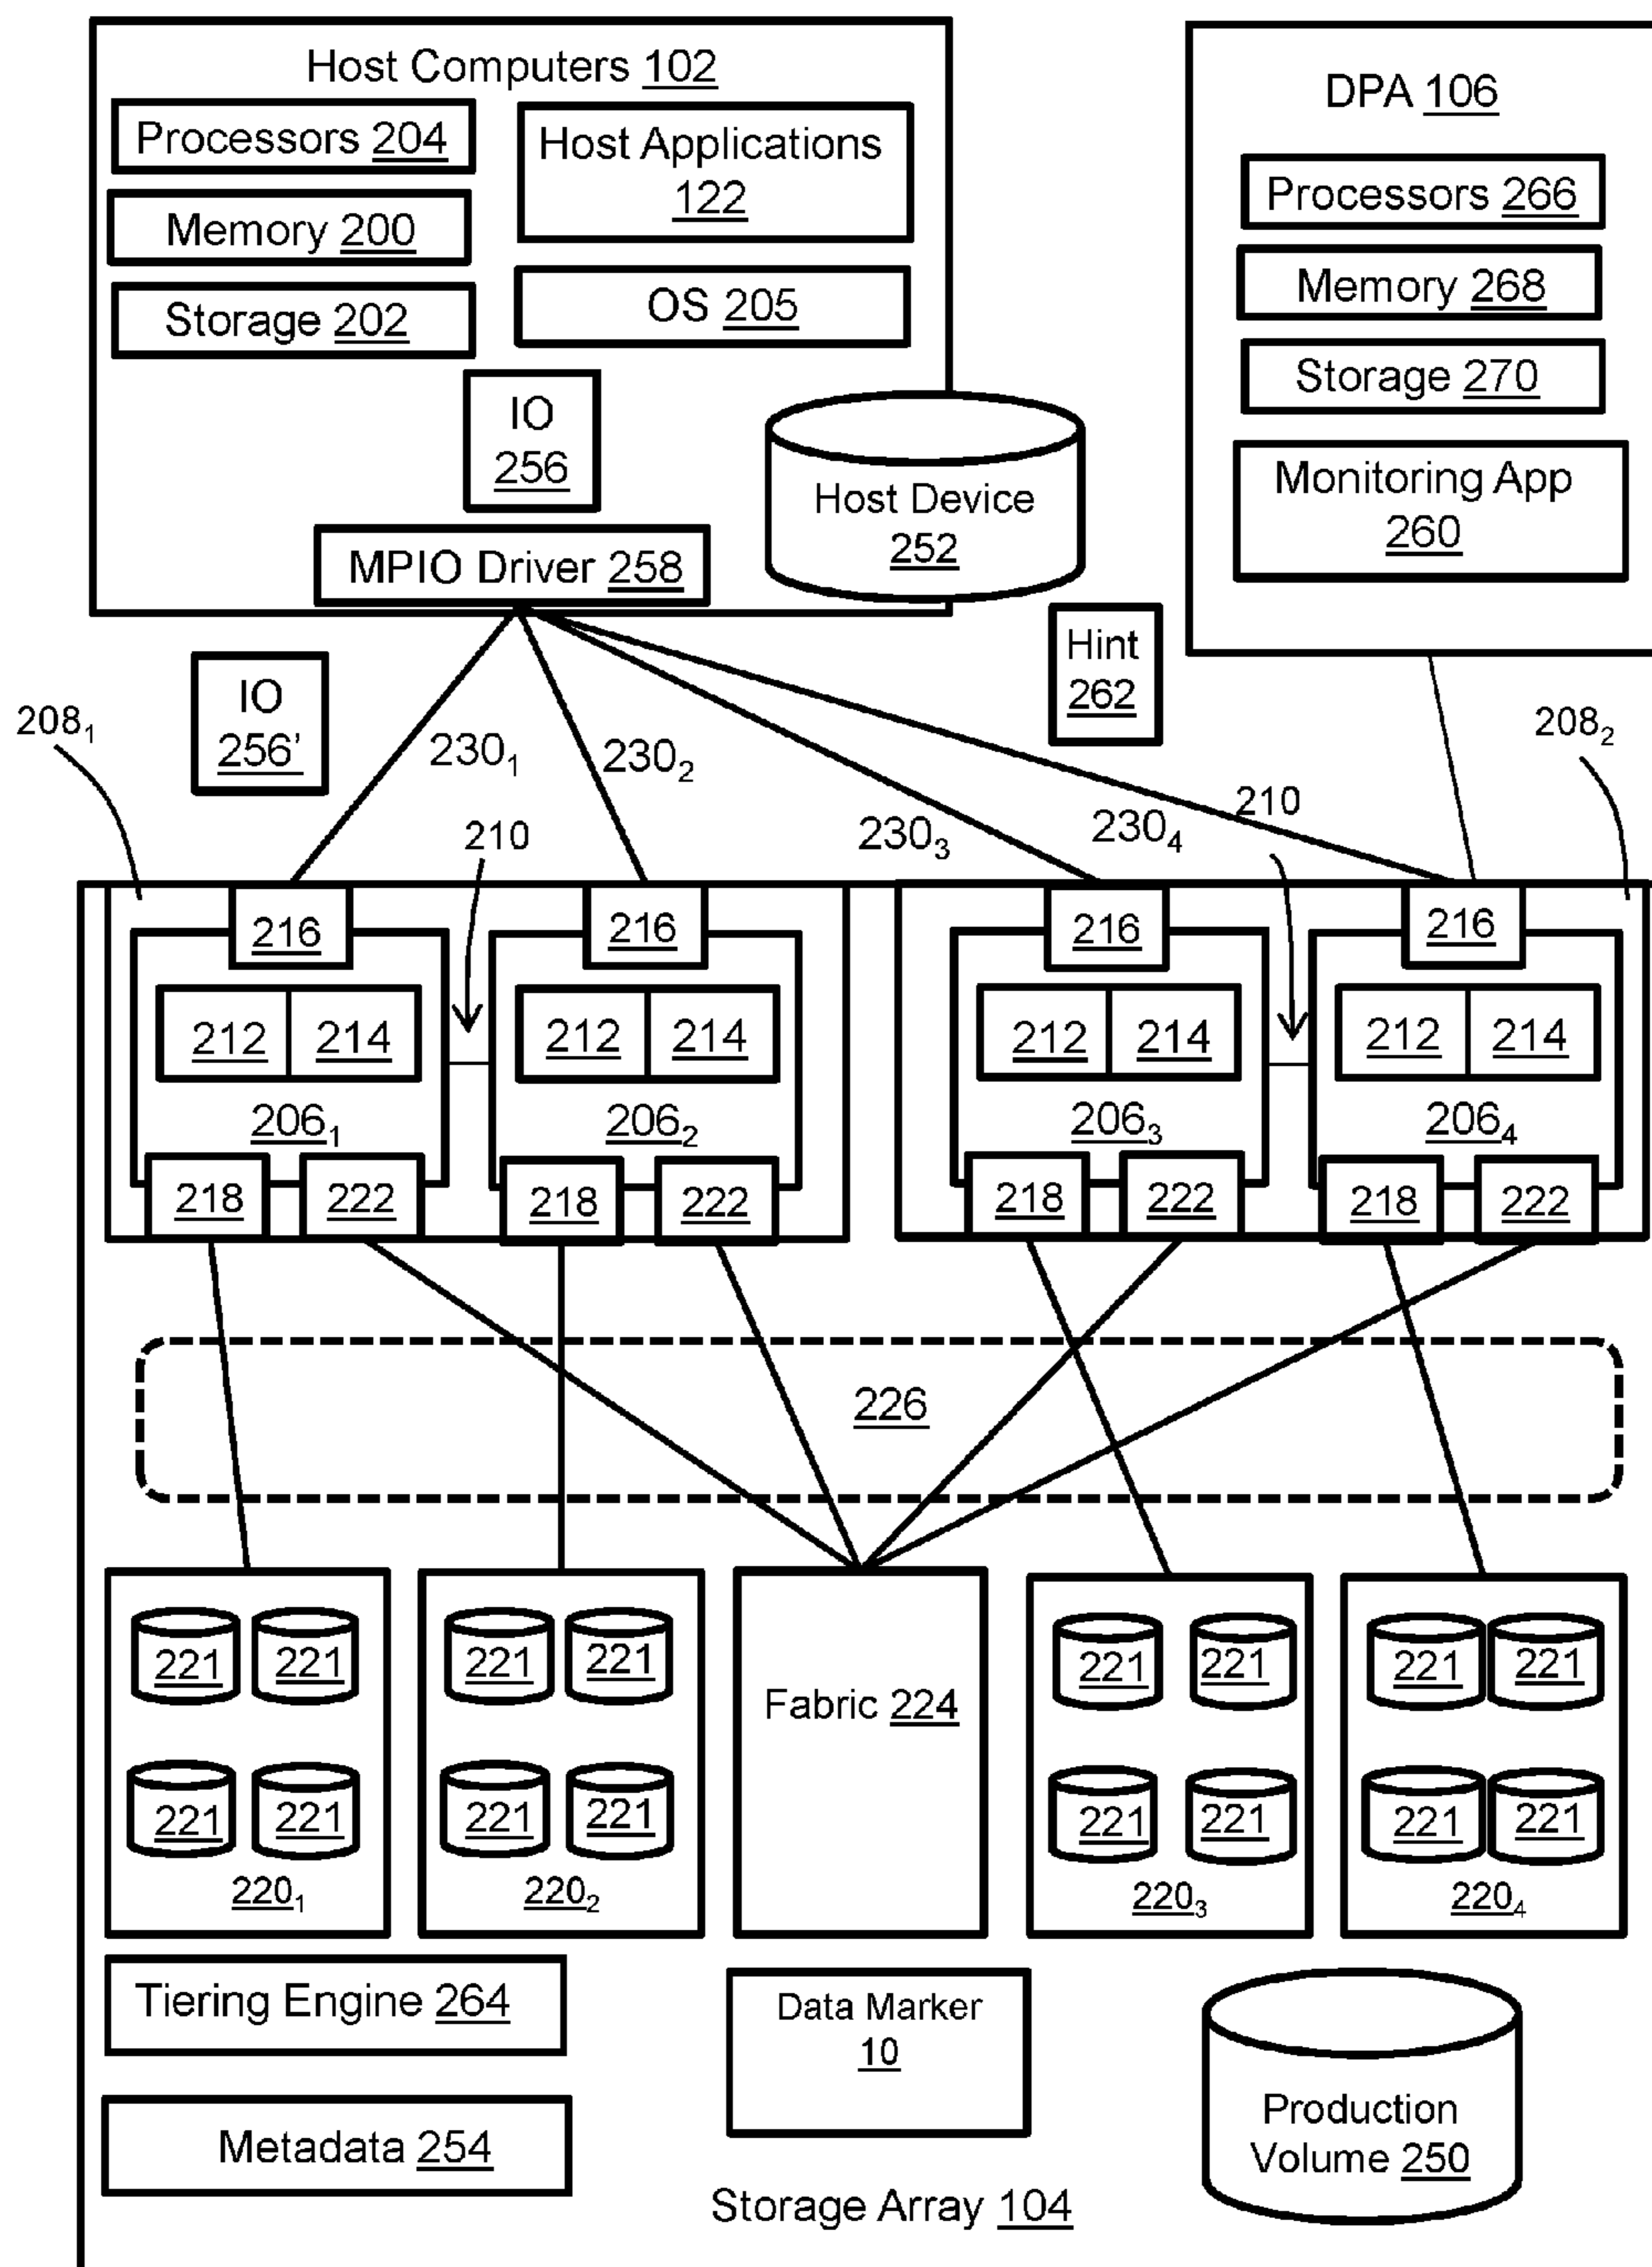 Host Computers 102
Processors 204
Memory 200
Storage 202
Host Applications
122
OS 205
IO
256
Host Device
252
MPIO Driver 258
DPA 106
Processors 266
Memory 268
Storage 270
Monitoring App
260
Hint
262
IO
256’
208₁
208₂
230₁
230₂
230₃
230₄
210
210
216
216
216
216
212 214
212 214
212 214
212 214
206₁
206₂
206₃
206₄
218 222
218 222
218 222
218 222
226
221 221
221 221
220₁
221 221
221 221
220₂
Fabric 224
221 221
221 221
220₃
221 221
221 221
220₄
Tiering Engine 264
Metadata 254
Data Marker
10
Production
Volume 250
Storage Array 104